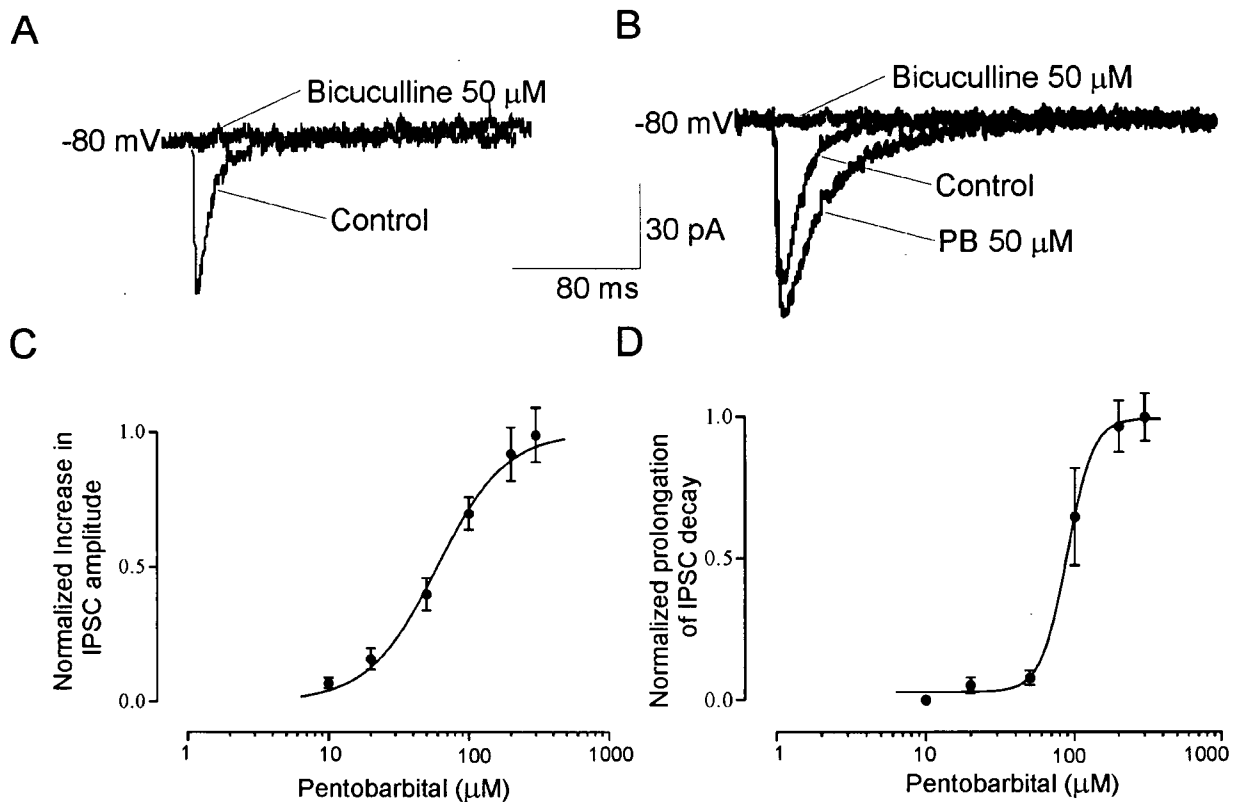 A
Bicuculline 50 μM
-80 mV
Control
30 pA
80 ms
B
Bicuculline 50 μM
-80 mV
Control
PB 50 μM
C
Normalized Increase in
IPSC amplitude
1.0
0.5
0.0
1 10 100 1000
Pentobarbital (μM)
D
Normalized prolongation
of IPSC decay
1.0
0.5
0.0
1 10 100 1000
Pentobarbital (μM)